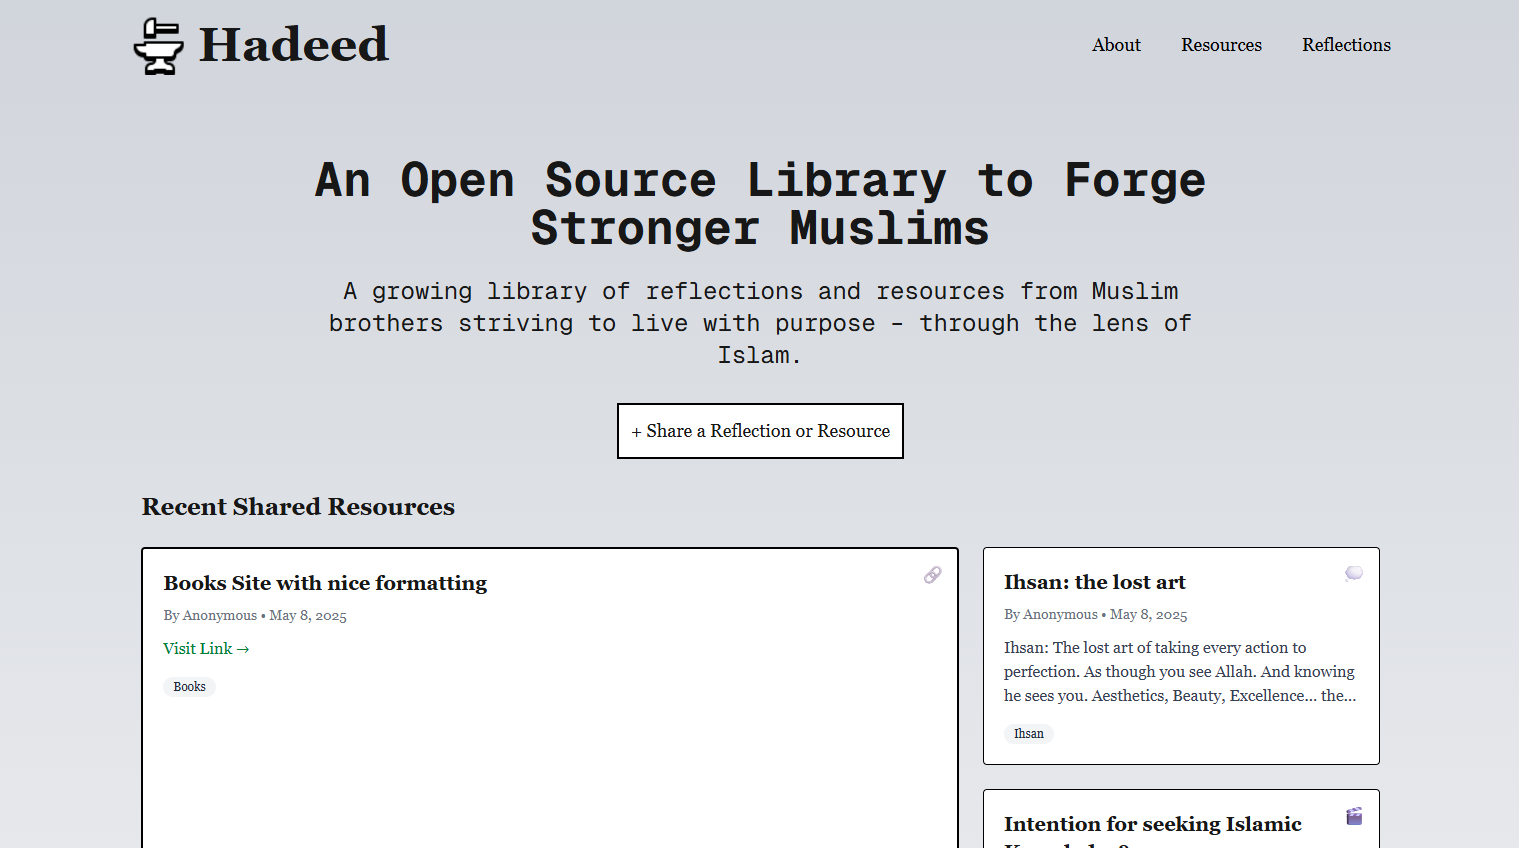 Hadeed
About
Resources
Reflections
An Open Source Library to Forge
Stronger Muslims
A growing library of reflections and resources from Muslim
brothers striving to live with purpose – through the lens of
Islam.
+ Share a Reflection or Resource
Recent Shared Resources
Books Site with nice formatting
By Anonymous • May 8, 2025
Visit Link →
Books
Ihsan: the lost art
By Anonymous • May 8, 2025
Ihsan: The lost art of taking every action to
perfection. As though you see Allah. And knowing
he sees you. Aesthetics, Beauty, Excellence... the...
Ihsan
Intention for seeking Islamic